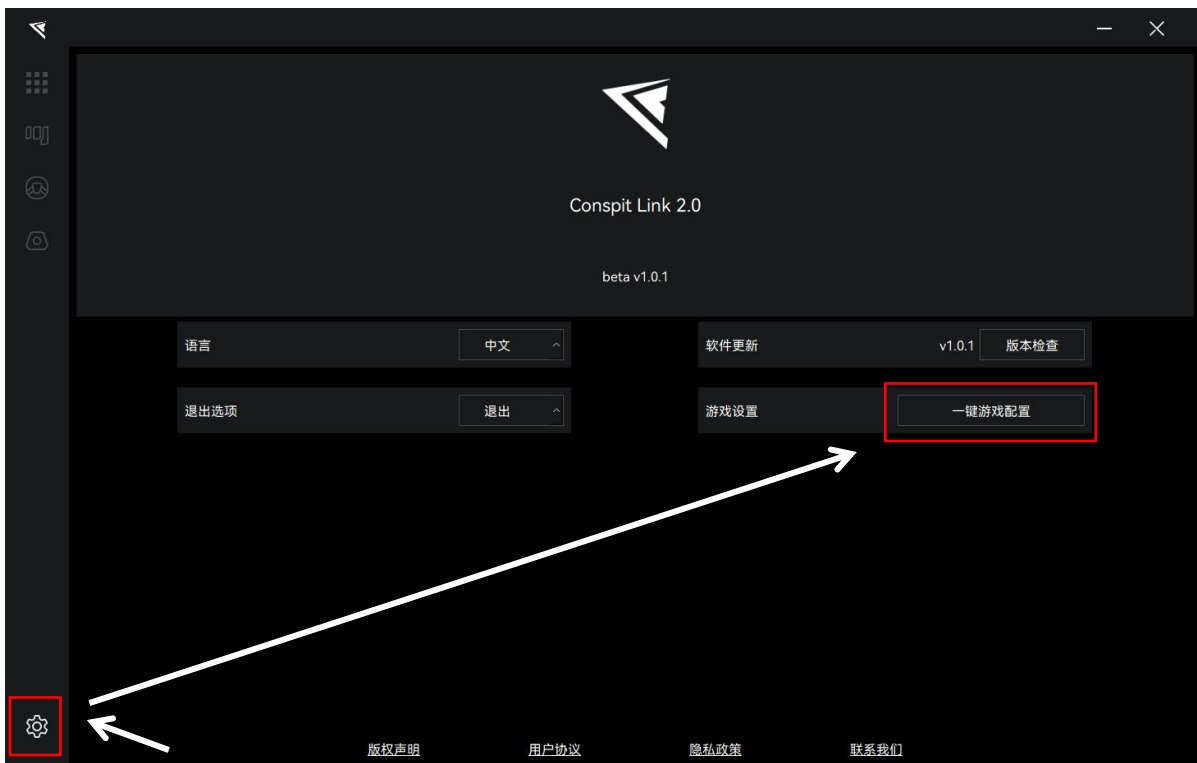 Conspit Link 2.0
beta v1.0.1
语言 中文 软件更新 v1.0.1 版本检查
退出选项 退出 游戏设置 一键游戏配置
版权声明 用户协议 隐私政策 联系我们